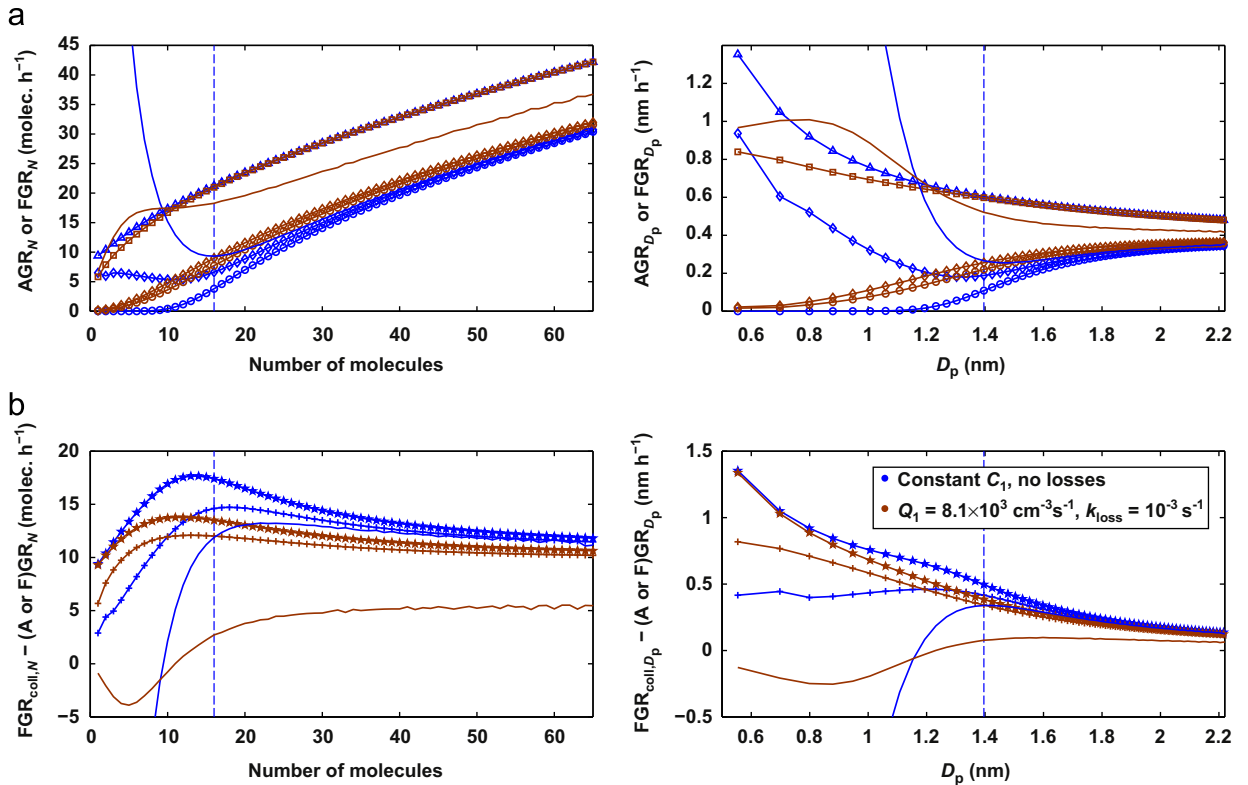 a
AGR_N or FGR_N (molec. h⁻¹)
45
40
35
30
25
20
15
10
5
0
0 10 20 30 40 50 60
Number of molecules
AGR_Dp or FGR_Dp (nm h⁻¹)
1.4
1.2
1
0.8
0.6
0.4
0.2
0
0.6 0.8 1 1.2 1.4 1.6 1.8 2 2.2
Dp (nm)
b
FGR_coll,N − (A or F)GR_N (molec. h⁻¹)
20
15
10
5
0
−5
0 10 20 30 40 50 60
Number of molecules
FGR_coll,Dp − (A or F)GR_Dp (nm h⁻¹)
1.5
1
0.5
0
−0.5
0.6 0.8 1 1.2 1.4 1.6 1.8 2 2.2
Dp (nm)
Constant C₁, no losses
Q₁ = 8.1×10³ cm⁻³s⁻¹, k_loss = 10⁻³ s⁻¹